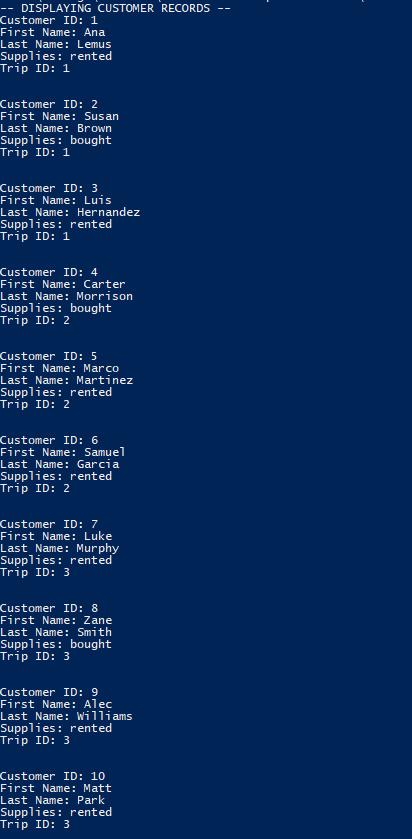 -- DISPLAYING CUSTOMER RECORDS --
Customer ID: 1
First Name: Ana
Last Name: Lemus
Supplies: rented
Trip ID: 1
Customer ID: 2
First Name: Susan
Last Name: Brown
Supplies: bought
Trip ID: 1
Customer ID: 3
First Name: Luis
Last Name: Hernandez
Supplies: rented
Trip ID: 1
Customer ID: 4
First Name: Carter
Last Name: Morrison
Supplies: bought
Trip ID: 2
Customer ID: 5
First Name: Marco
Last Name: Martinez
Supplies: rented
Trip ID: 2
Customer ID: 6
First Name: Samuel
Last Name: Garcia
Supplies: rented
Trip ID: 2
Customer ID: 7
First Name: Luke
Last Name: Murphy
Supplies: rented
Trip ID: 3
Customer ID: 8
First Name: Zane
Last Name: Smith
Supplies: bought
Trip ID: 3
Customer ID: 9
First Name: Alec
Last Name: Williams
Supplies: rented
Trip ID: 3
Customer ID: 10
First Name: Matt
Last Name: Park
Supplies: rented
Trip ID: 3